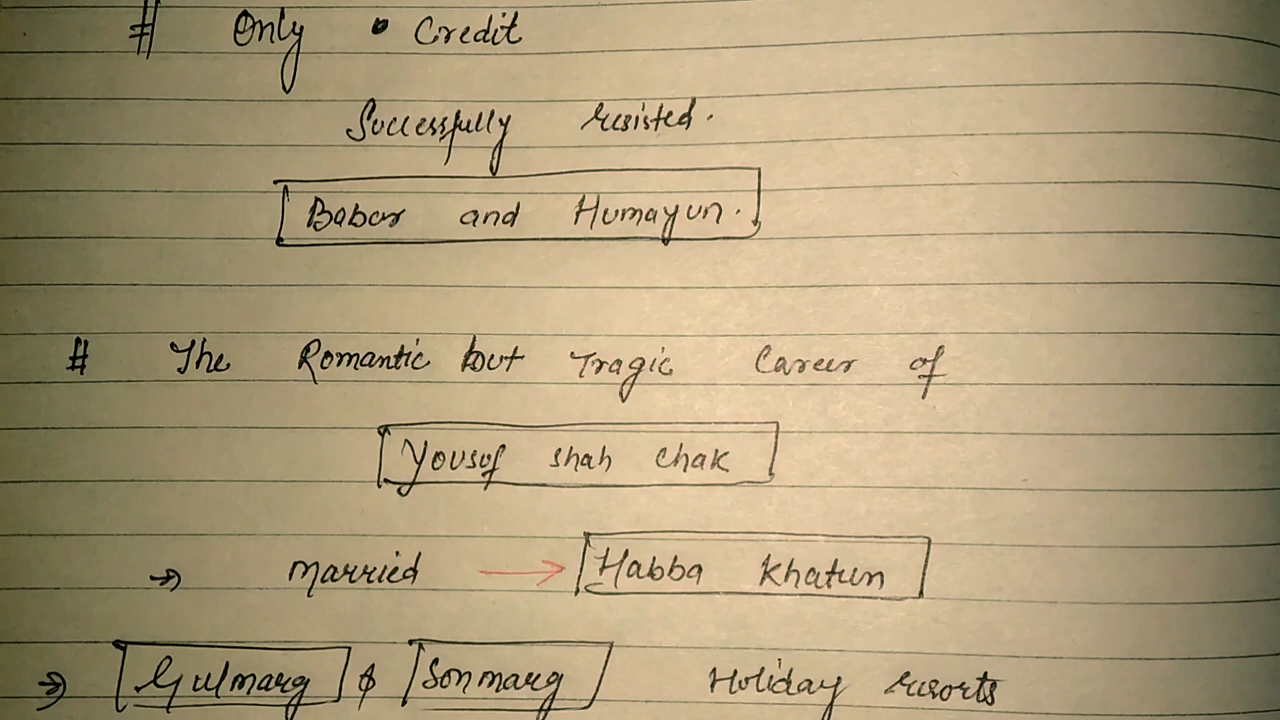 # Only • Credit
Successfully resisted.
Babar and Humayun.
# The Romantic but Tragic Career of
Yousuf shah chak
→ married → Habba Khatun
→ Gulmarg & Sonmarg Holiday resorts